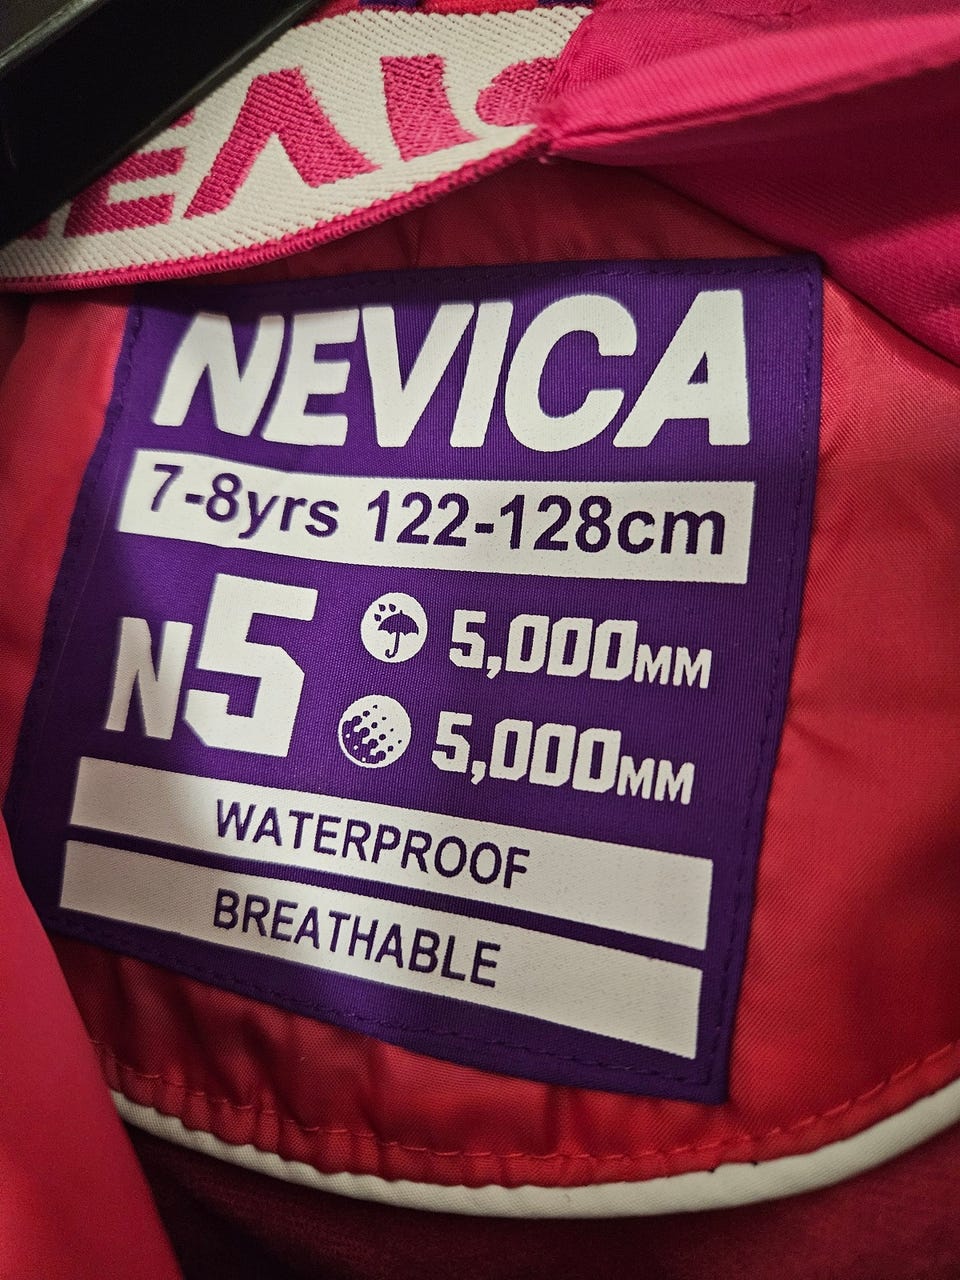 NEVICA
7-8yrs 122-128cm
N5
5,000MM
5,000MM
WATERPROOF
BREATHABLE